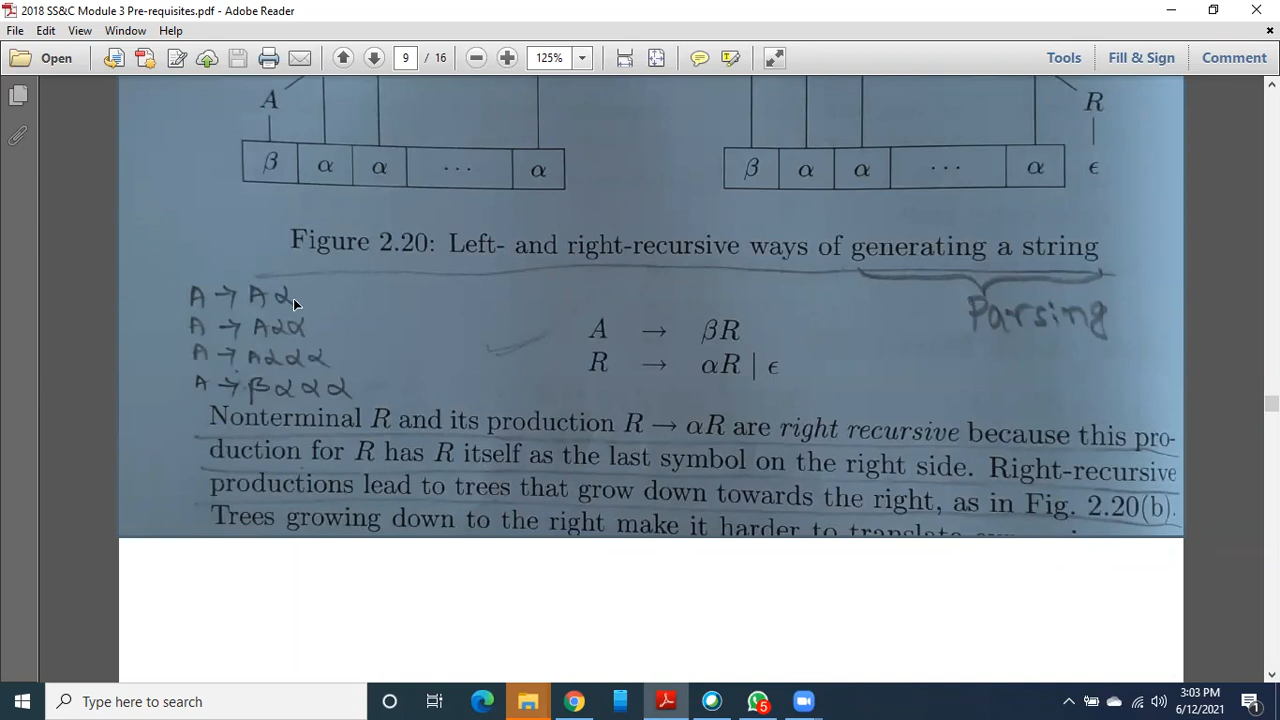 2018 SS&C Module 3 Pre-requisites.pdf - Adobe Reader
File Edit View Window Help
Open 9 / 16 125% Tools Fill & Sign Comment
A R
β α α ... α β α α ... α ϵ
Figure 2.20: Left- and right-recursive ways of generating a string
Parsing
A → Aα
A → Aαα
A → Aααα
A → βααα
A → βR
R → αR | ϵ
Nonterminal R and its production R → αR are right recursive because this pro-
duction for R has R itself as the last symbol on the right side. Right-recursive
productions lead to trees that grow down towards the right, as in Fig. 2.20(b).
Trees growing down to the right make it harder to translate
Type here to search
5
3:03 PM
6/12/2021
1